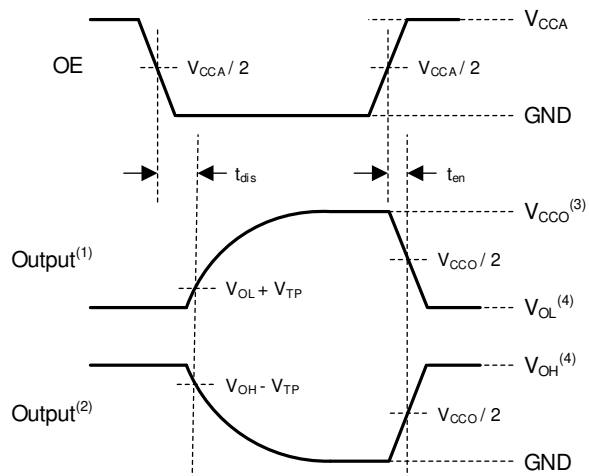 V_CCA
OE V_CCA / 2 V_CCA / 2
GND
t_dis t_en
V_CCO^(3)
Output^(1) V_CCO / 2
V_OL + V_TP
V_OL^(4)
V_OH^(4)
V_OH - V_TP
Output^(2) V_CCO / 2
GND